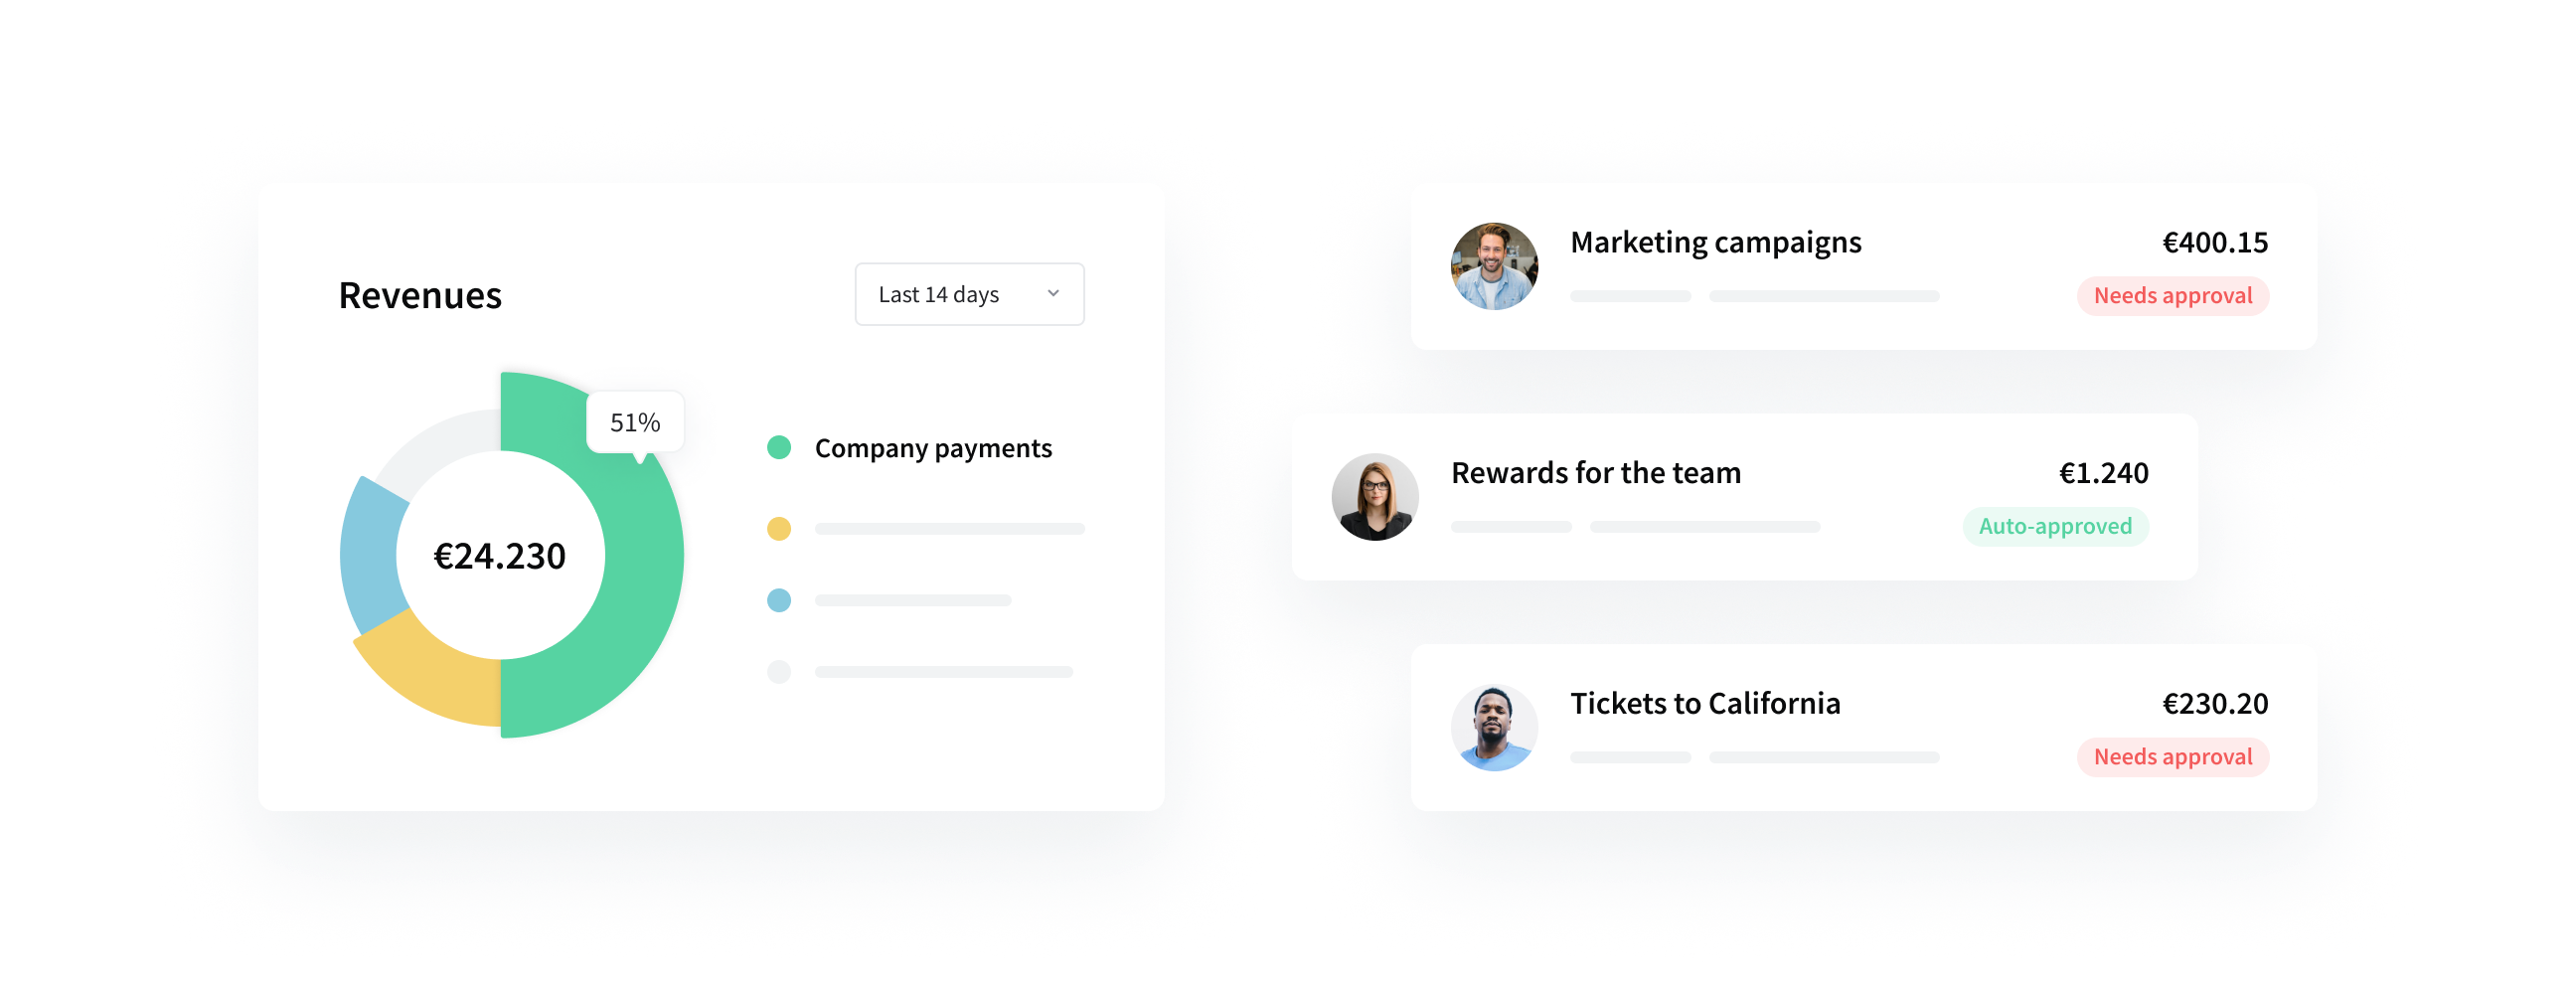 Revenues
Last 14 days
51%
€24.230
Company payments
Marketing campaigns
€400.15
Needs approval
Rewards for the team
€1.240
Auto-approved
Tickets to California
€230.20
Needs approval